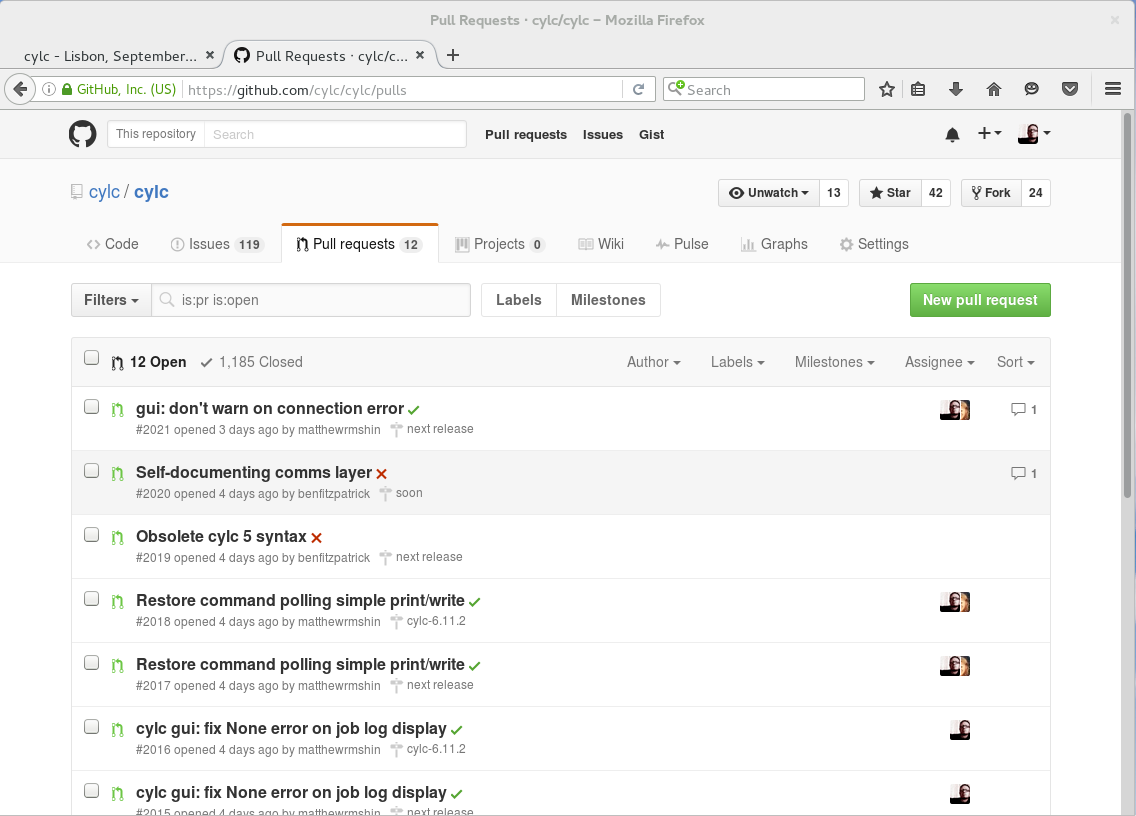 Pull Requests · cylc/cylc – Mozilla Firefox
cylc - Lisbon, September... Pull Requests · cylc/c...
GitHub, Inc. (US) https://github.com/cylc/cylc/pulls Search
This repository Search Pull requests Issues Gist
cylc / cylc Unwatch 13 Star 42 Fork 24
Code Issues 119 Pull requests 12 Projects 0 Wiki Pulse Graphs Settings
Filters is:pr is:open Labels Milestones New pull request
12 Open 1,185 Closed Author Labels Milestones Assignee Sort
gui: don't warn on connection error 1
#2021 opened 3 days ago by matthewrmshin next release
Self-documenting comms layer 1
#2020 opened 4 days ago by benfitzpatrick soon
Obsolete cylc 5 syntax
#2019 opened 4 days ago by benfitzpatrick next release
Restore command polling simple print/write
#2018 opened 4 days ago by matthewrmshin cylc-6.11.2
Restore command polling simple print/write
#2017 opened 4 days ago by matthewrmshin next release
cylc gui: fix None error on job log display
#2016 opened 4 days ago by matthewrmshin cylc-6.11.2
cylc gui: fix None error on job log display
#2015 opened 4 days ago by matthewrmshin next release